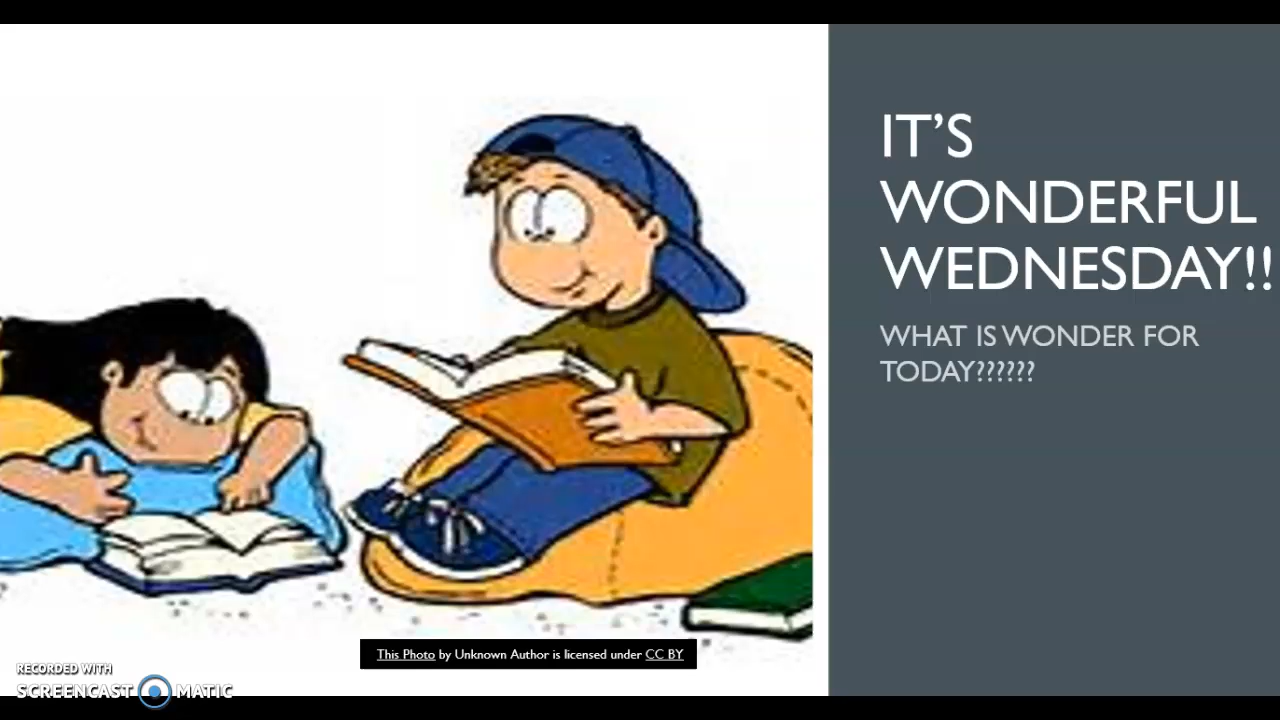 IT'S
WONDERFUL
WEDNESDAY!!
WHAT IS WONDER FOR
TODAY??????
This Photo by Unknown Author is licensed under CC BY
RECORDED WITH
SCREENCAST MATIC